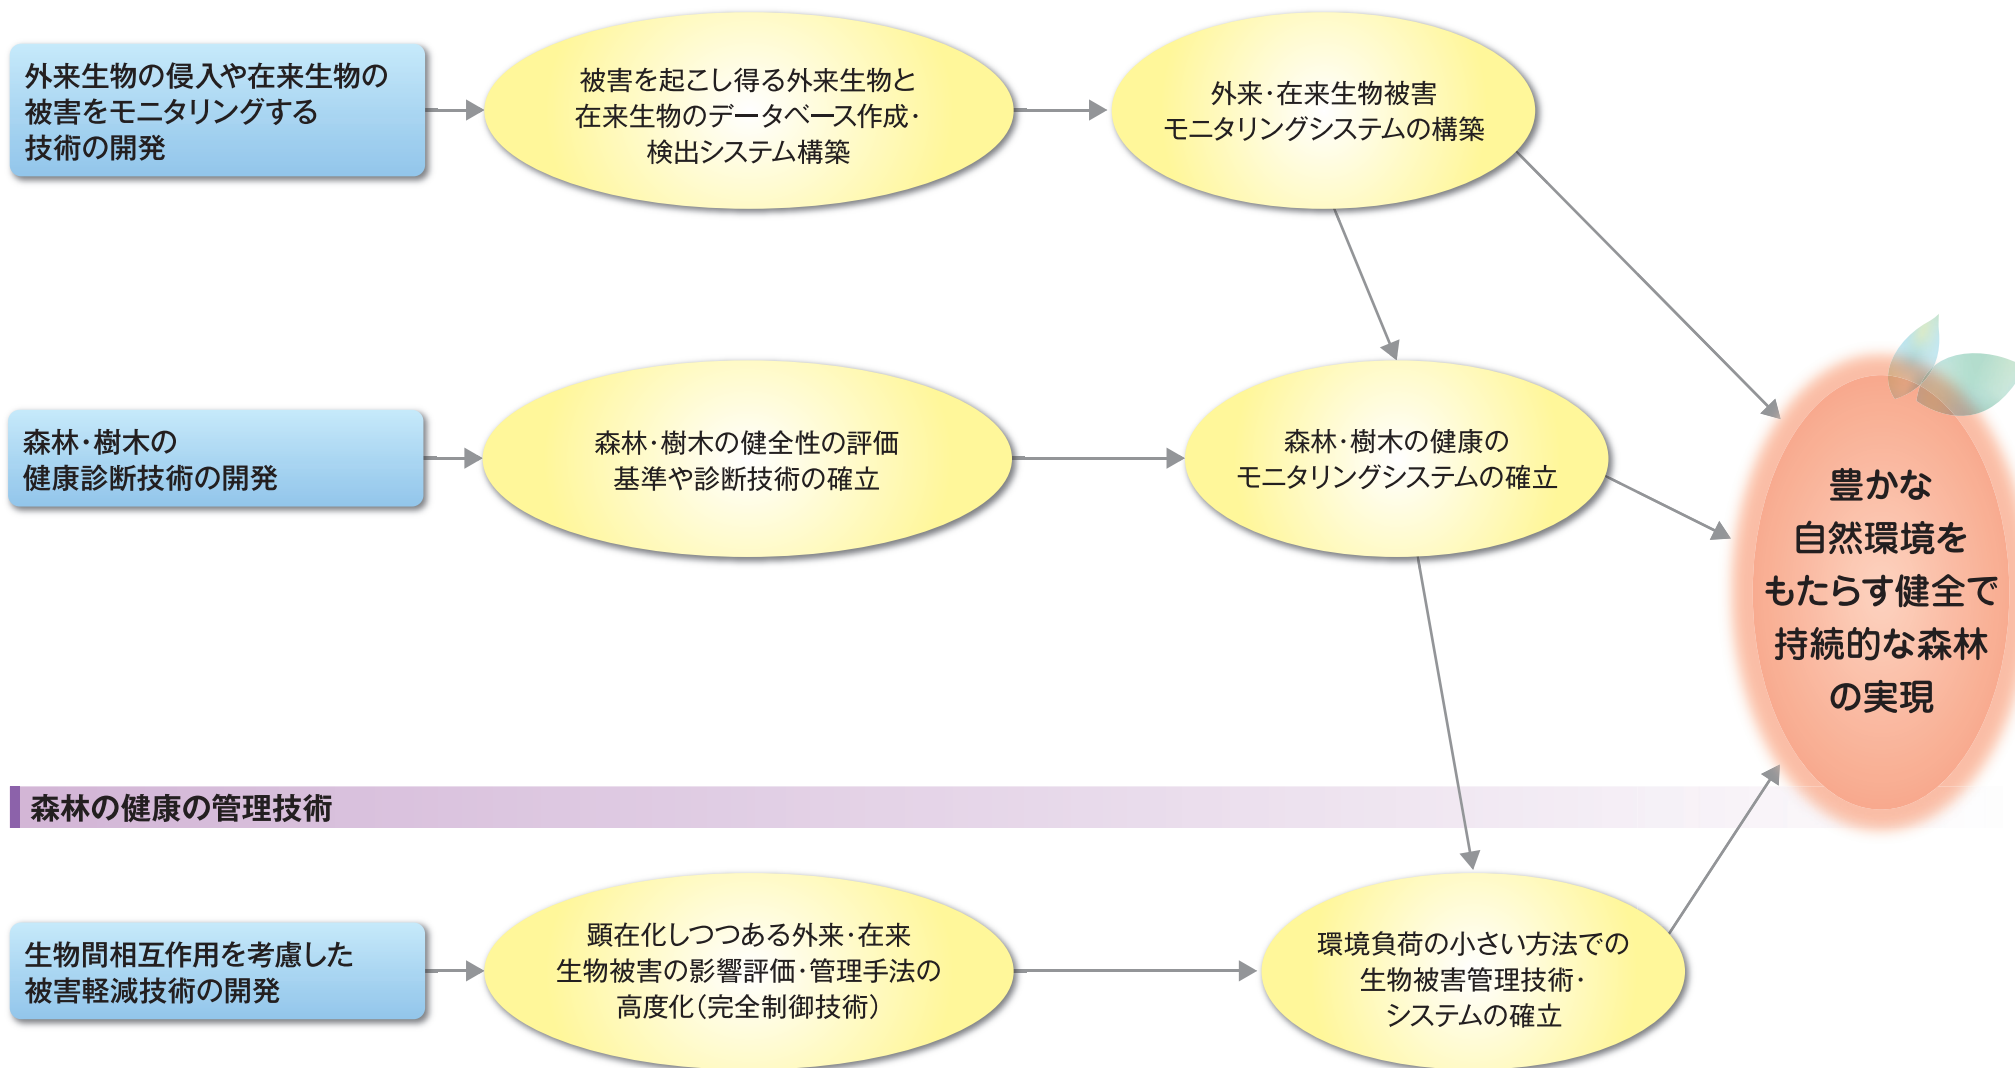 外来生物の侵入や在来生物の
被害をモニタリングする
技術の開発
被害を起こし得る外来生物と
在来生物のデータベース作成・
検出システム構築
外来・在来生物被害
モニタリングシステムの構築
森林・樹木の
健康診断技術の開発
森林・樹木の健全性の評価
基準や診断技術の確立
森林・樹木の健康の
モニタリングシステムの確立
豊かな
自然環境を
もたらす健全で
持続的な森林
の実現
森林の健康の管理技術
生物間相互作用を考慮した
被害軽減技術の開発
顕在化しつつある外来・在来
生物被害の影響評価・管理手法の
高度化（完全制御技術）
環境負荷の小さい方法での
生物被害管理技術・
システムの確立